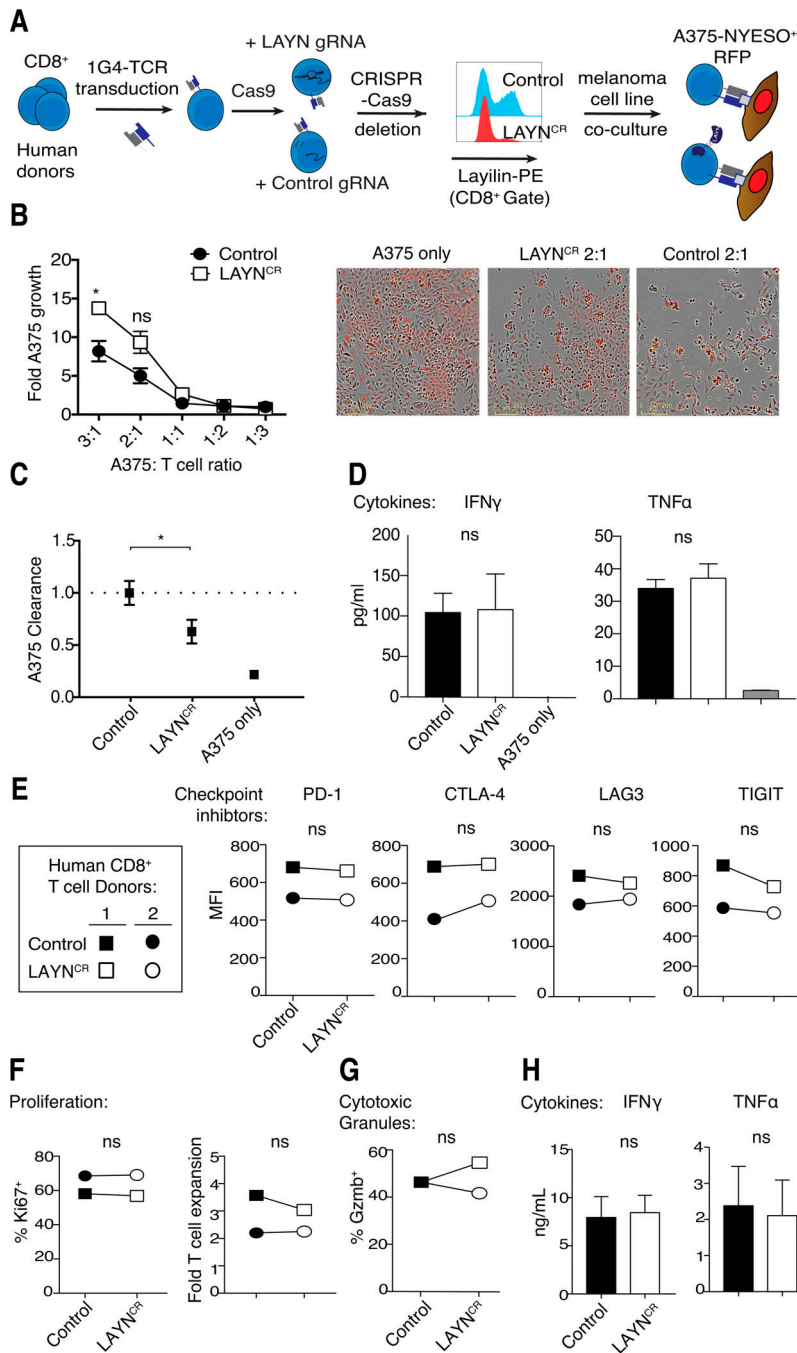 A
CD8⁺
Human
donors
1G4-TCR
transduction
Cas9
+ LAYN gRNA
+ Control gRNA
CRISPR
-Cas9
deletion
Control
LAYNᶜᴿ
Layilin-PE
(CD8⁺ Gate)
melanoma
cell line
co-culture
A375-NYESO⁺
RFP
B
Control
LAYNᶜᴿ
Fold A375 growth
20
15
10
5
0
*
ns
3:1
2:1
1:1
1:2
1:3
A375: T cell ratio
A375 only
LAYNᶜᴿ 2:1
Control 2:1
C
A375 Clearance
1.5
1.0
0.5
0.0
*
Control
LAYNᶜᴿ
A375 only
D
Cytokines:
IFNγ
TNFα
ns
pg/ml
200
150
100
50
0
Control
LAYNᶜᴿ
A375 only
ns
50
40
30
20
10
0
E
Checkpoint
inhibtors:
PD-1
CTLA-4
LAG3
TIGIT
Human CD8⁺
T cell Donors:
1
2
Control
LAYNᶜᴿ
MFI
ns
800
600
400
200
0
Control
LAYNᶜᴿ
ns
800
600
400
200
0
ns
3000
2000
1000
0
ns
1000
800
600
400
200
0
F
Proliferation:
ns
% Ki67⁺
80
60
40
20
0
Control
LAYNᶜᴿ
ns
Fold T cell expansion
5
4
3
2
1
0
G
Cytotoxic
Granules:
ns
% Gzmb⁺
60
40
20
0
Control
LAYNᶜᴿ
H
Cytokines:
IFNγ
TNFα
ns
ng/mL
15
10
5
0
Control
LAYNᶜᴿ
ns
4
3
2
1
0